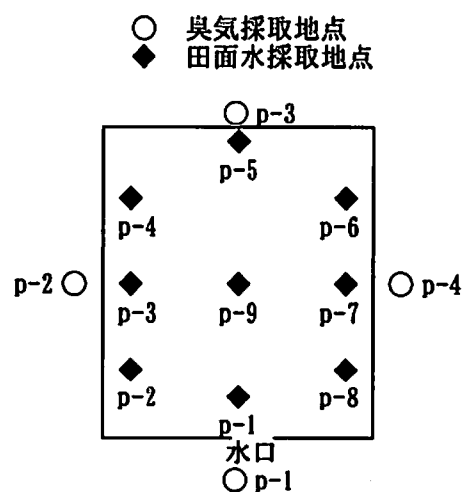 ○ 臭気採取地点
◆ 田面水採取地点
p-3
p-5
p-4
p-6
p-2
p-3
p-9
p-7
p-4
p-2
p-8
p-1
水口
p-1